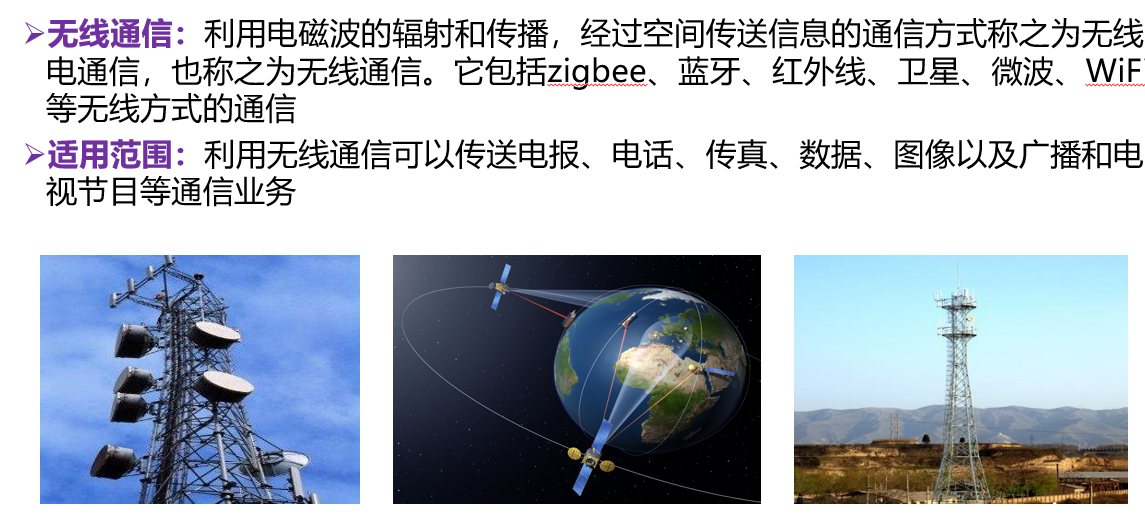 ➢无线通信：利用电磁波的辐射和传播，经过空间传送信息的通信方式称之为无线
电通信，也称之为无线通信。它包括zigbee、蓝牙、红外线、卫星、微波、WiF
等无线方式的通信
➢适用范围：利用无线通信可以传送电报、电话、传真、数据、图像以及广播和电
视节目等通信业务